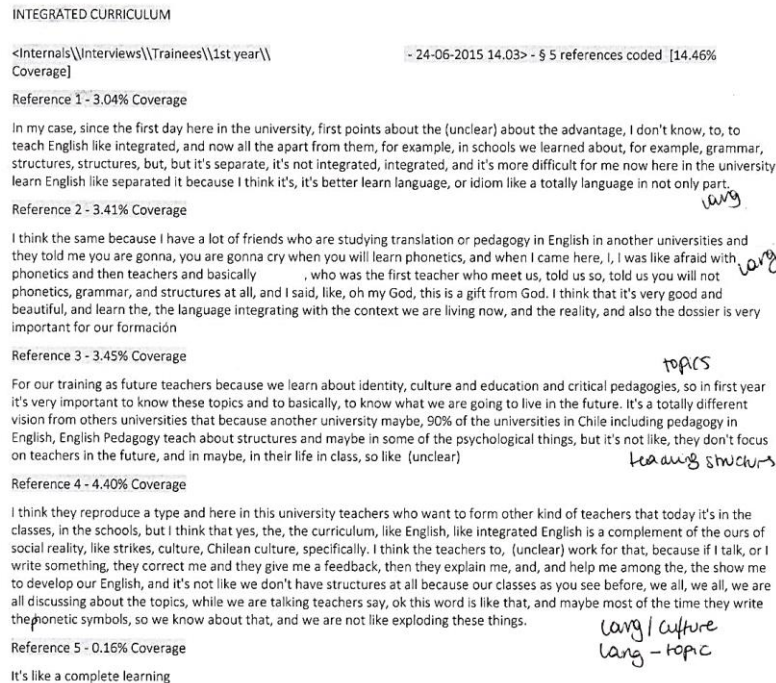 INTEGRATED CURRICULUM
<Internals\\Interviews\\Trainees\\1st year\\ - 24-06-2015 14.03> - § 5 references coded [14.46%
Coverage]
Reference 1 - 3.04% Coverage
In my case, since the first day here in the university, first points about the (unclear) about the advantage, I don't know, to, to
teach English like integrated, and now all the apart from them, for example, in schools we learned about, for example, grammar,
structures, structures, but, but it's separate, it's not integrated, integrated, and it's more difficult for me now here in the university
learn English like separated it because I think it's, it's better learn language, or idiom like a totally language in not only part.
lang
Reference 2 - 3.41% Coverage
I think the same because I have a lot of friends who are studying translation or pedagogy in English in another universities and
they told me you are gonna, you are gonna cry when you will learn phonetics, and when I came here, I, I was like afraid with
lang
phonetics and then teachers and basically , who was the first teacher who meet us, told us so, told us you will not
phonetics, grammar, and structures at all, and I said, like, oh my God, this is a gift from God. I think that it's very good and
beautiful, and learn the, the language integrating with the context we are living now, and the reality, and also the dossier is very
important for our formación
Reference 3 - 3.45% Coverage
topics
For our training as future teachers because we learn about identity, culture and education and critical pedagogies, so in first year
it's very important to know these topics and to basically, to know what we are going to live in the future. It's a totally different
vision from others universities that because another university maybe, 90% of the universities in Chile including pedagogy in
English, English Pedagogy teach about structures and maybe in some of the psychological things, but it's not like, they don't focus
on teachers in the future, and in maybe, in their life in class, so like (unclear)
Reference 4 - 4.40% Coverage
I think they reproduce a type and here in this university teachers who want to form other kind of teachers that today it's in the
classes, in the schools, but I think that yes, the, the curriculum, like English, like integrated English is a complement of the ours of
social reality, like strikes, culture, Chilean culture, specifically. I think the teachers to, (unclear) work for that, because if I talk, or I
write something, they correct me and they give me a feedback, then they explain me, and, and help me among the, the show me
to develop our English, and it's not like we don't have structures at all because our classes as you see before, we all, we all, we are
all discussing about the topics, while we are talking teachers say, ok this word is like that, and maybe most of the time they write
the phonetic symbols, so we know about that, and we are not like exploding these things.
lang / culture
lang - topic
Reference 5 - 0.16% Coverage
It's like a complete learning